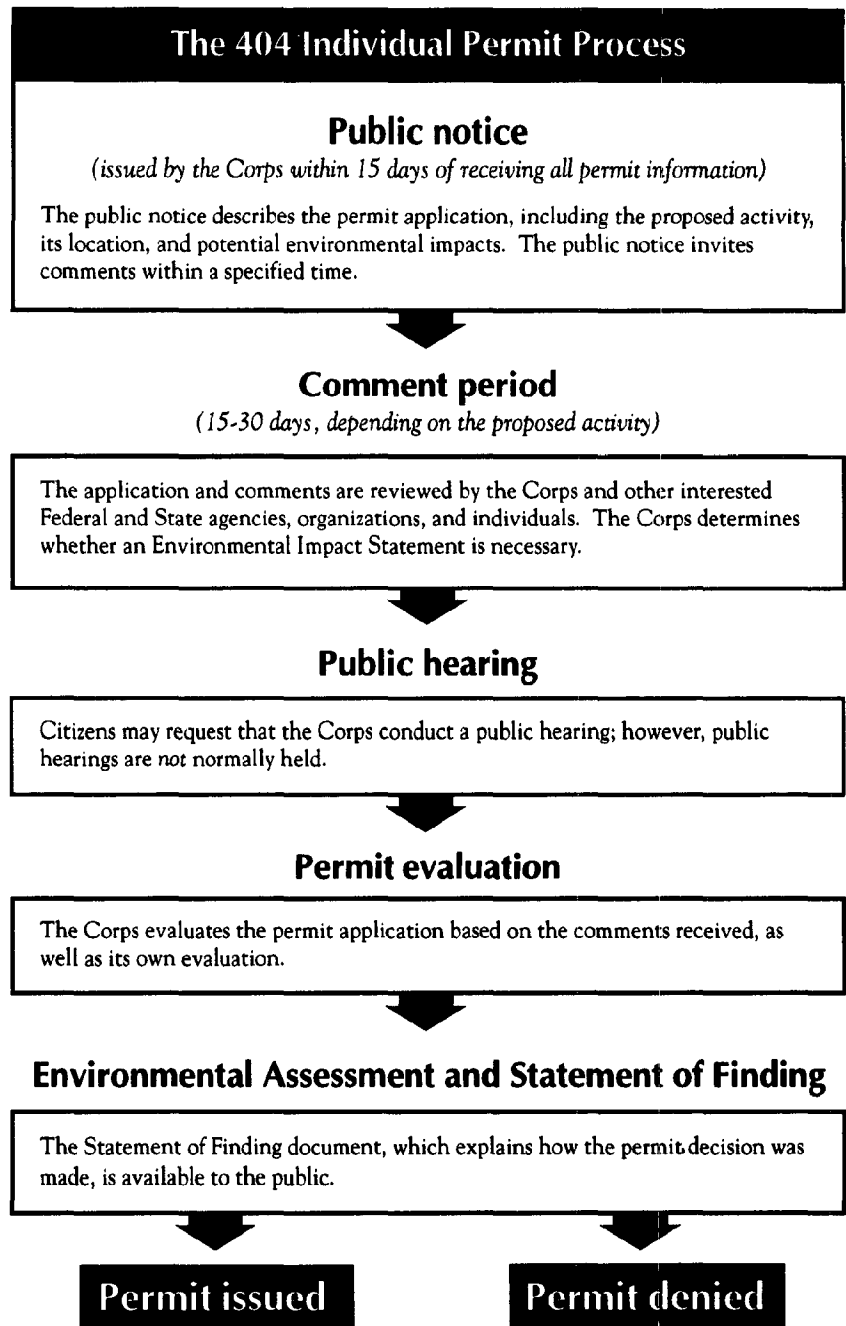 The 404 Individual Permit Process
Public notice
(issued by the Corps within 15 days of receiving all permit information)
The public notice describes the permit application, including the proposed activity,
its location, and potential environmental impacts. The public notice invites
comments within a specified time.
Comment period
(15-30 days, depending on the proposed activity)
The application and comments are reviewed by the Corps and other interested
Federal and State agencies, organizations, and individuals. The Corps determines
whether an Environmental Impact Statement is necessary.
Public hearing
Citizens may request that the Corps conduct a public hearing; however, public
hearings are not normally held.
Permit evaluation
The Corps evaluates the permit application based on the comments received, as
well as its own evaluation.
Environmental Assessment and Statement of Finding
The Statement of Finding document, which explains how the permit decision was
made, is available to the public.
Permit issued
Permit denied